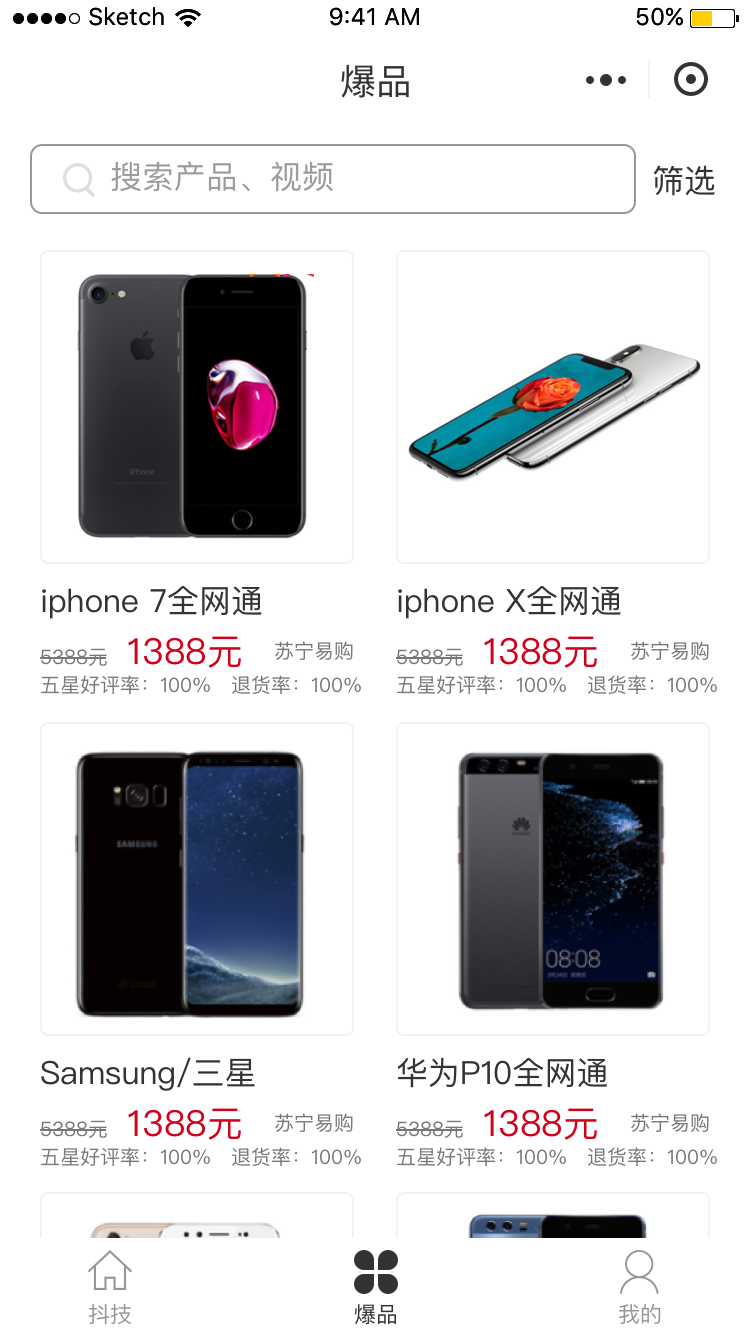 Sketch 9:41 AM 50%
爆品
搜索产品、视频 筛选
iPhone
iphone 7全网通
5388元 1388元 苏宁易购
五星好评率：100% 退货率：100%
iphone X全网通
5388元 1388元 苏宁易购
五星好评率：100% 退货率：100%
SAMSUNG
Samsung/三星
5388元 1388元 苏宁易购
五星好评率：100% 退货率：100%
08:08
华为P10全网通
5388元 1388元 苏宁易购
五星好评率：100% 退货率：100%
抖技 爆品 我的